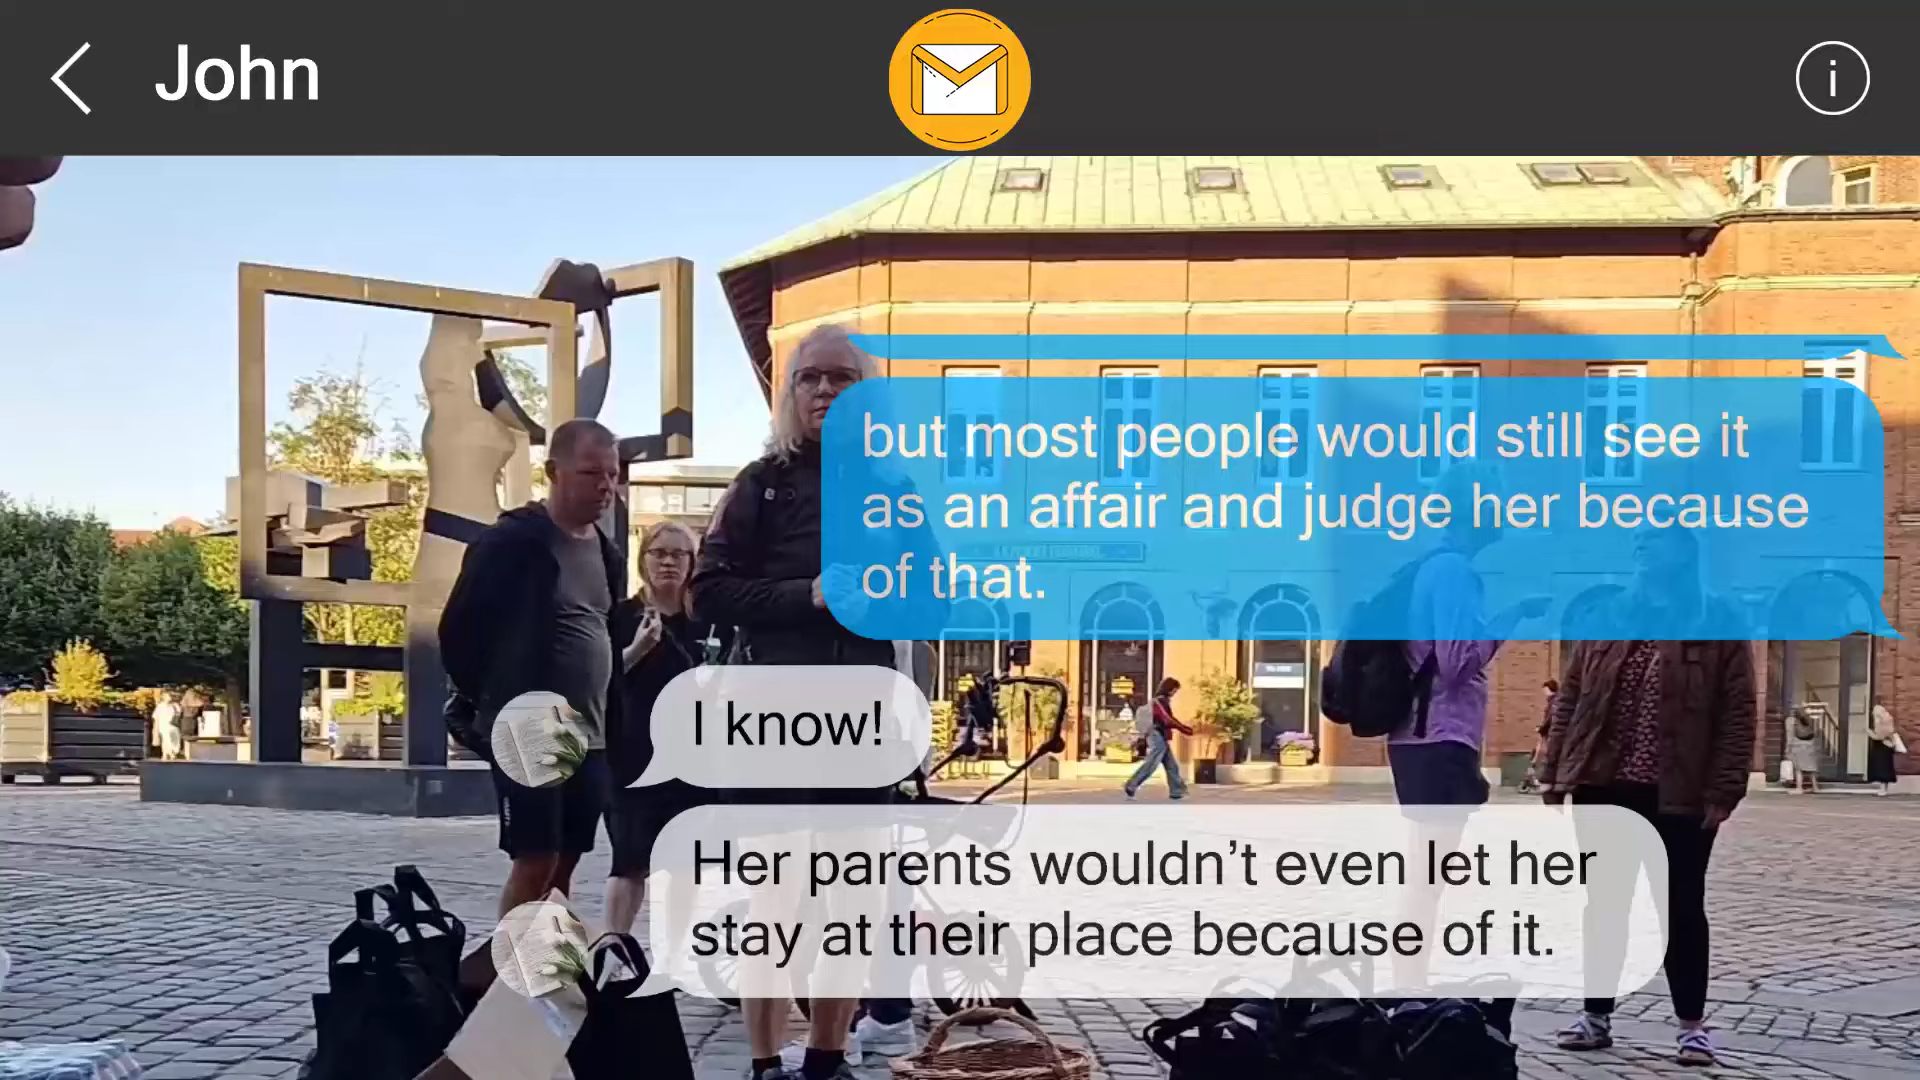 John
but most people would still see it
as an affair and judge her because
of that.
I know!
Her parents wouldn’t even let her
stay at their place because of it.